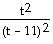 t²
(t − 11)²